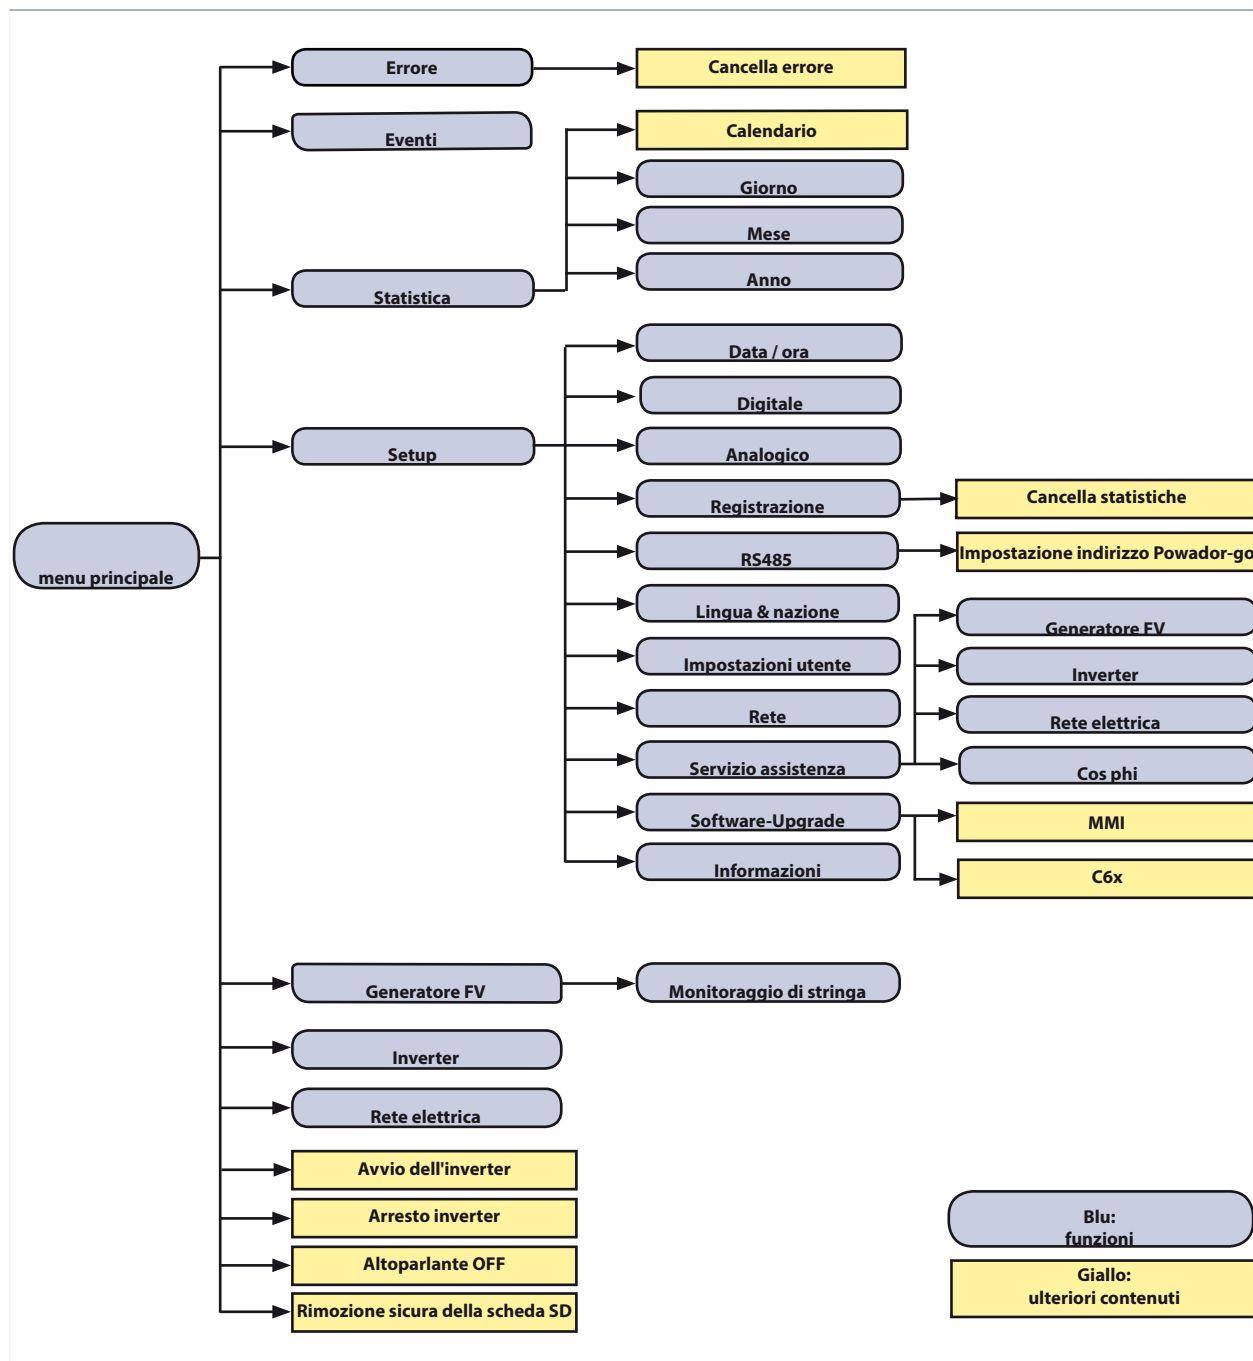 Errore
Cancella errore
Eventi
Calendario
Giorno
Mese
Statistica
Anno
Data / ora
Digitale
Setup
Analogico
Registrazione
Cancella statistiche
menu principale
RS485
Impostazione indirizzo Powador-go
Lingua & nazione
Generatore FV
Impostazioni utente
Inverter
Rete
Rete elettrica
Servizio assistenza
Cos phi
Software-Upgrade
MMI
Informazioni
C6x
Generatore FV
Monitoraggio di stringa
Inverter
Rete elettrica
Avvio dell'inverter
Arresto inverter
Altoparlante OFF
Rimozione sicura della scheda SD
Blu:
funzioni
Giallo:
ulteriori contenuti